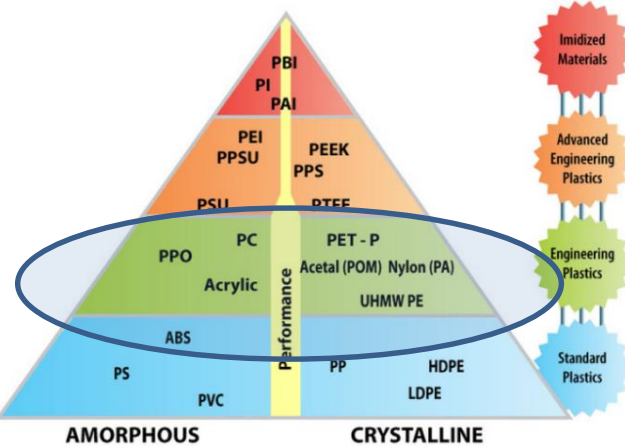 PBI
PI
PAI
Imidized
Materials
PEI
PPSU
PSU
PEEK
PPS
PTFE
Advanced
Engineering
Plastics
PC
PPO
Acrylic
PET - P
Acetal (POM) Nylon (PA)
UHMW PE
Engineering
Plastics
Performance
ABS
PS
PVC
PP
HDPE
LDPE
Standard
Plastics
AMORPHOUS
CRYSTALLINE